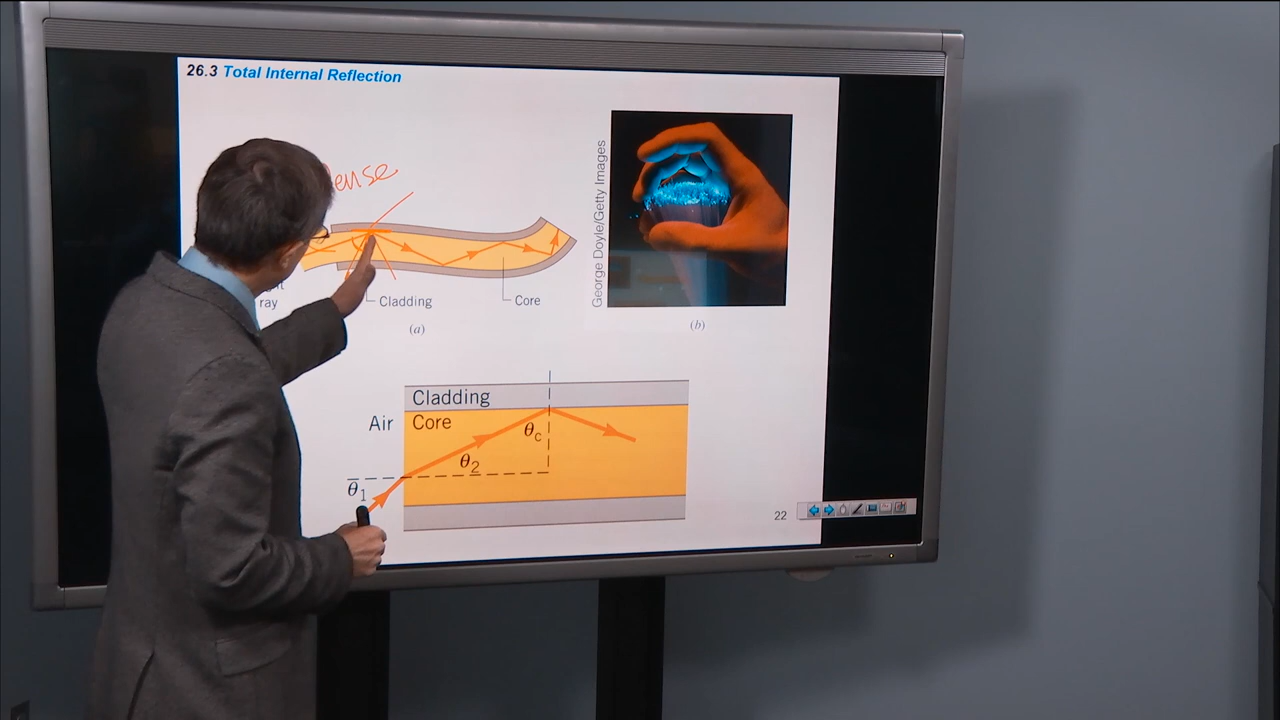 26.3 Total Internal Reflection
ray
Cladding
Core
(a)
George Doyle/Getty Images
(b)
Cladding
Air
Core
θc
θ2
θ1
22